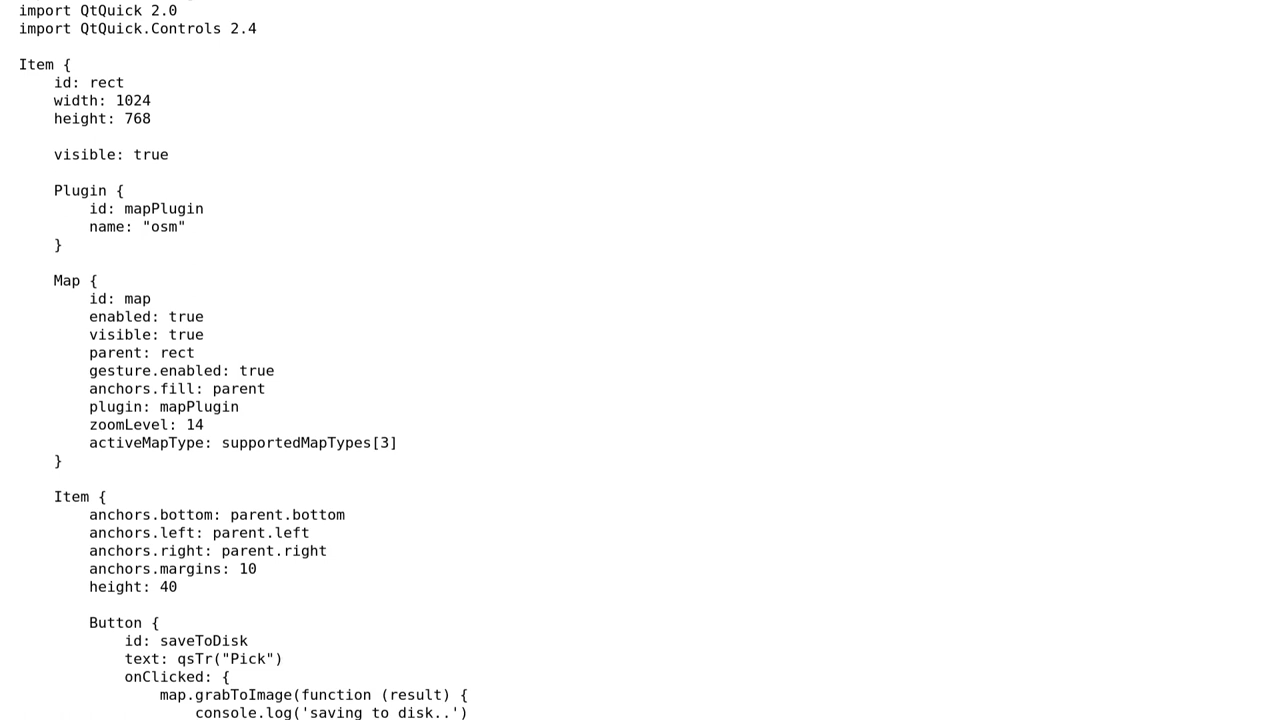 import QtQuick 2.0
import QtQuick.Controls 2.4

Item {
    id: rect
    width: 1024
    height: 768

    visible: true

    Plugin {
        id: mapPlugin
        name: "osm"
    }

    Map {
        id: map
        enabled: true
        visible: true
        parent: rect
        gesture.enabled: true
        anchors.fill: parent
        plugin: mapPlugin
        zoomLevel: 14
        activeMapType: supportedMapTypes[3]
    }

    Item {
        anchors.bottom: parent.bottom
        anchors.left: parent.left
        anchors.right: parent.right
        anchors.margins: 10
        height: 40

        Button {
            id: saveToDisk
            text: qsTr("Pick")
            onClicked: {
                map.grabToImage(function (result) {
                    console.log('saving to disk..')